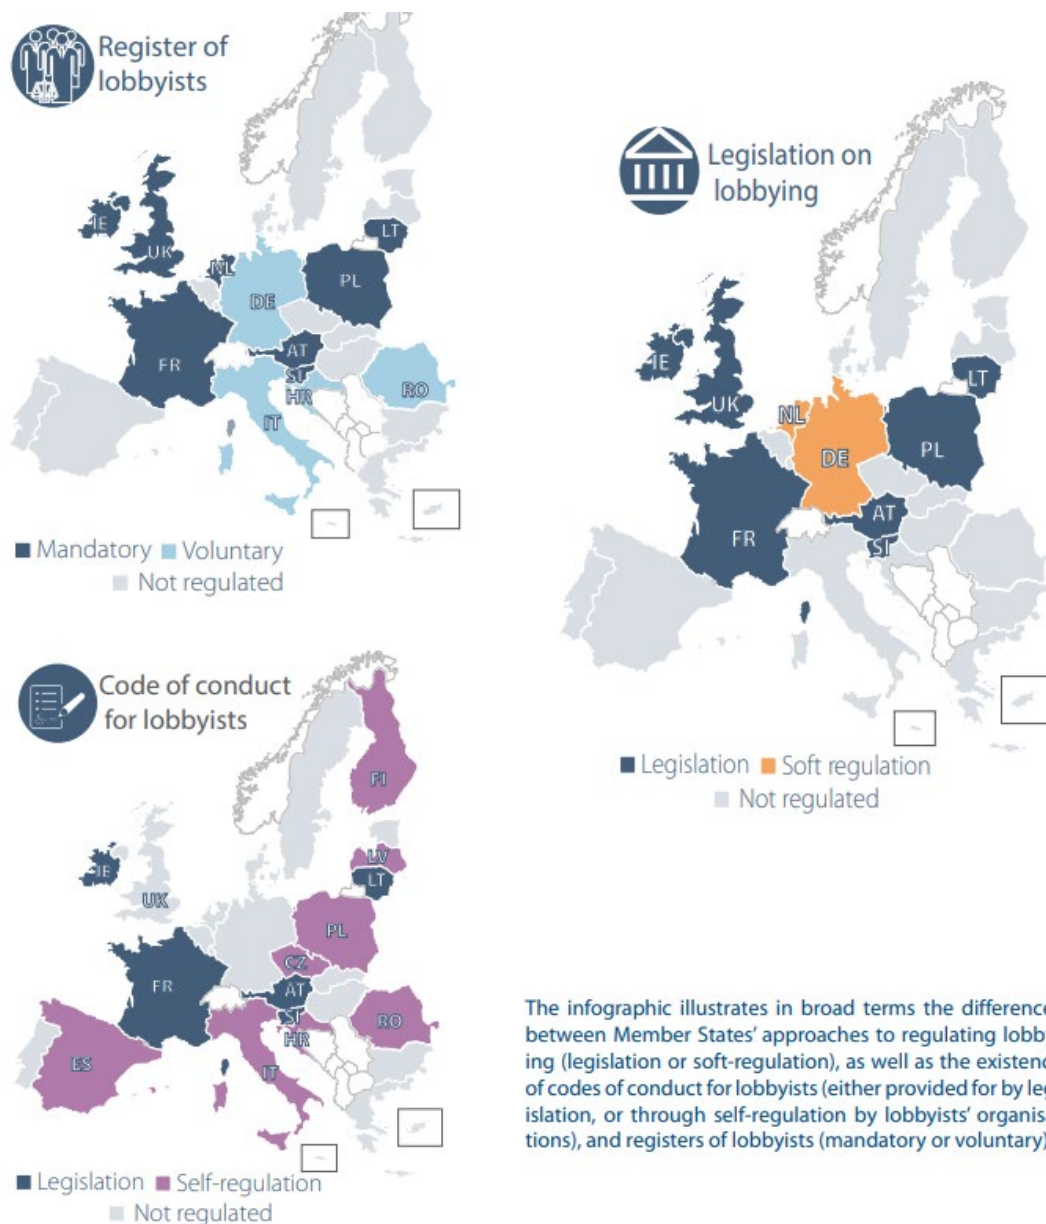 Register of
lobbyists
IE
UK
NL
DE
LT
PL
FR
AT
SI
HR
IT
RO
Mandatory
Voluntary
Not regulated
Legislation on
lobbying
IE
UK
NL
DE
LT
PL
FR
AT
SI
Legislation
Soft regulation
Not regulated
Code of conduct
for lobbyists
FI
IE
UK
LV
LT
PL
CZ
FR
AT
SI
HR
RO
ES
IT
Legislation
Self-regulation
Not regulated
The infographic illustrates in broad terms the difference
between Member States' approaches to regulating lobb
ing (legislation or soft-regulation), as well as the existenc
of codes of conduct for lobbyists (either provided for by leg
islation, or through self-regulation by lobbyists' organis
tions), and registers of lobbyists (mandatory or voluntary)